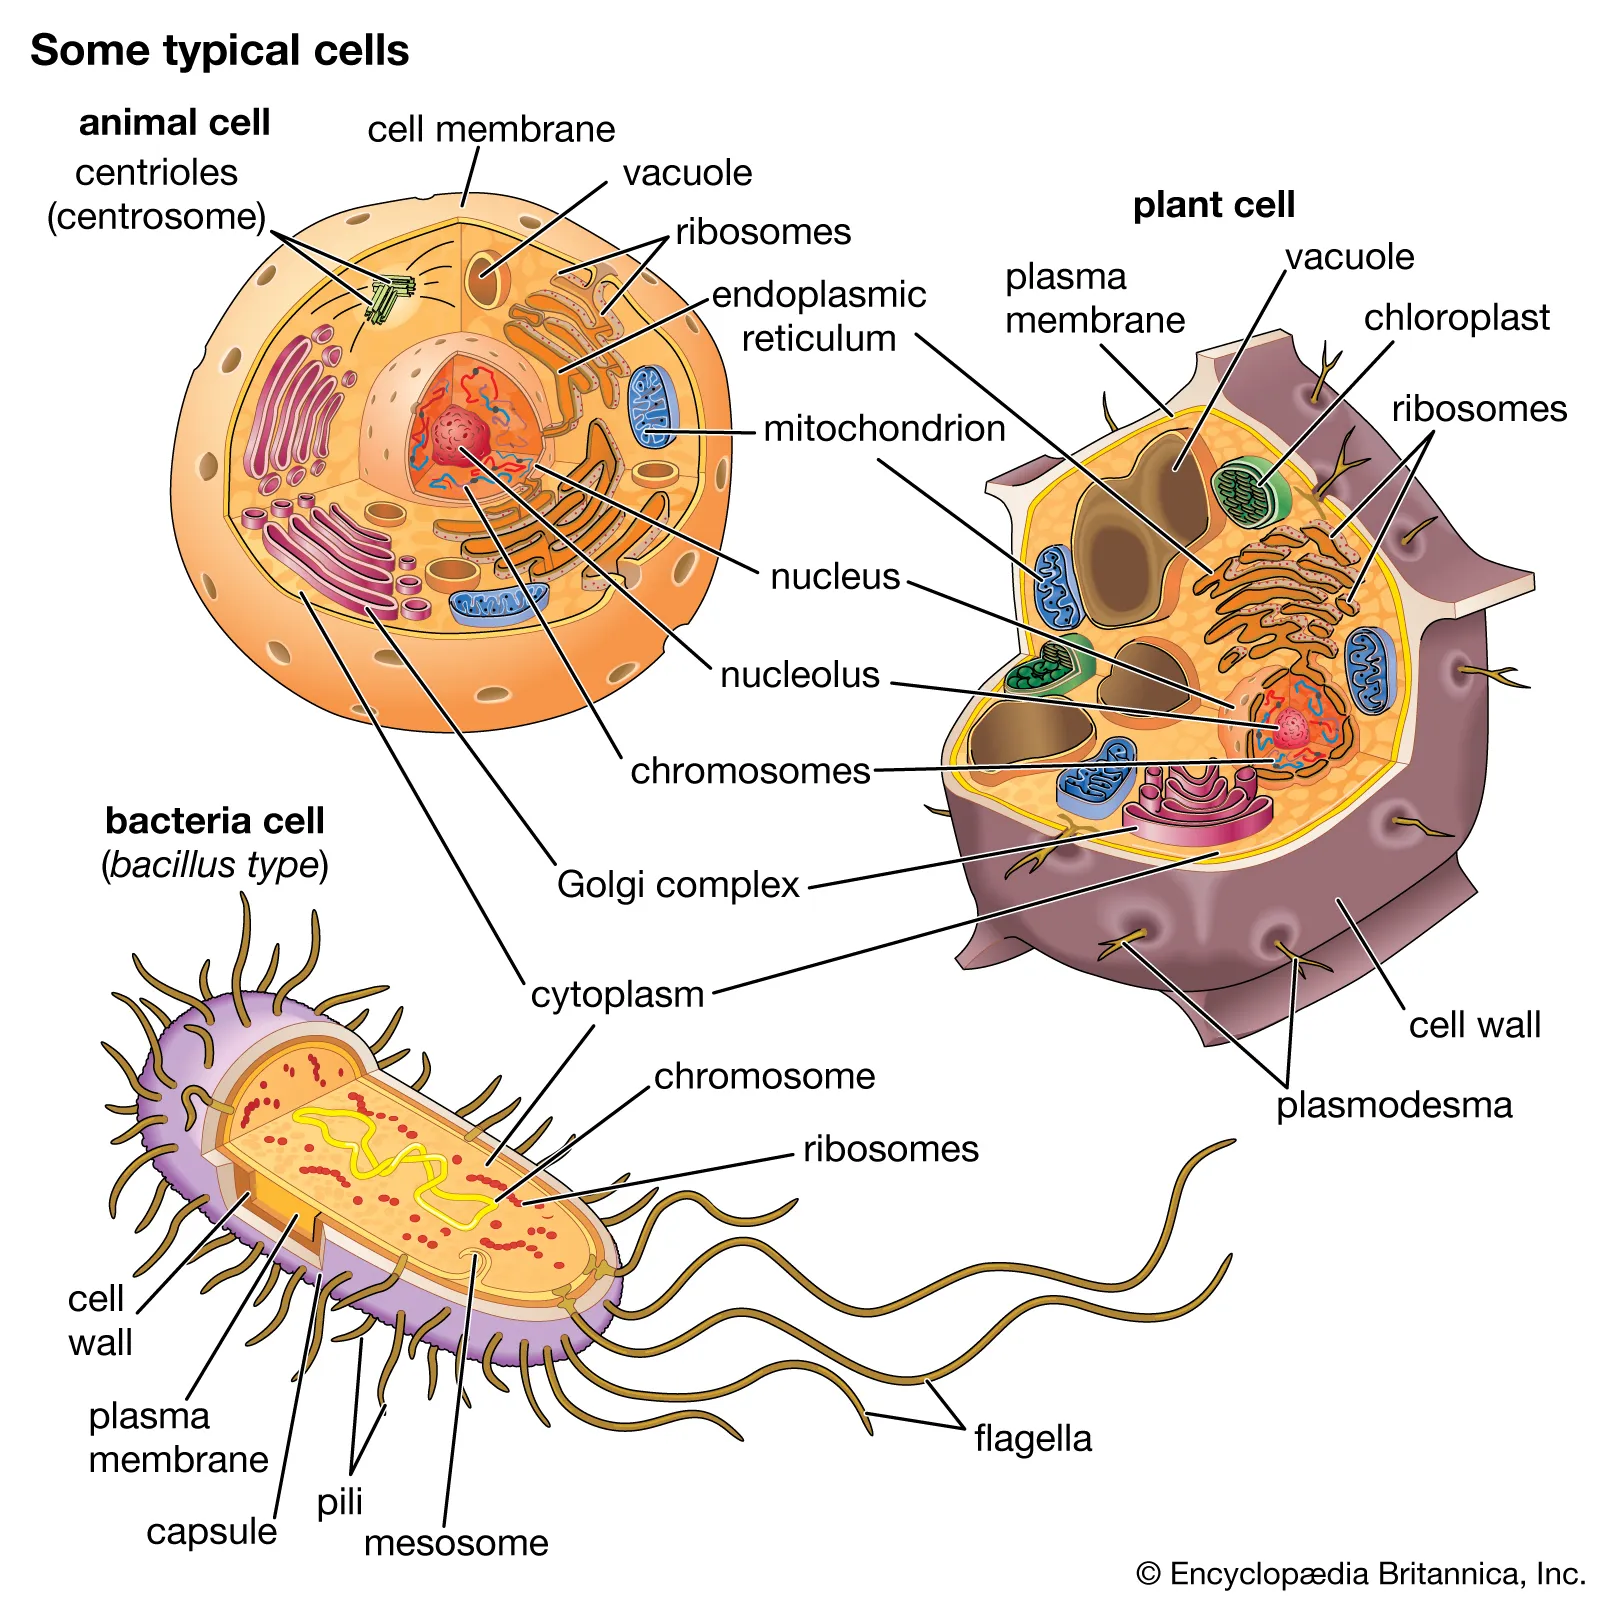 Some typical cells
animal cell
centrioles
(centrosome)
cell membrane
vacuole
ribosomes
endoplasmic
reticulum
mitochondrion
nucleus
nucleolus
chromosomes
Golgi complex
cytoplasm
plant cell
plasma
membrane
vacuole
chloroplast
ribosomes
cell wall
plasmodesma
bacteria cell
(bacillus type)
chromosome
ribosomes
cell
wall
plasma
membrane
capsule
pili
mesosome
flagella
© Encyclopædia Britannica, Inc.